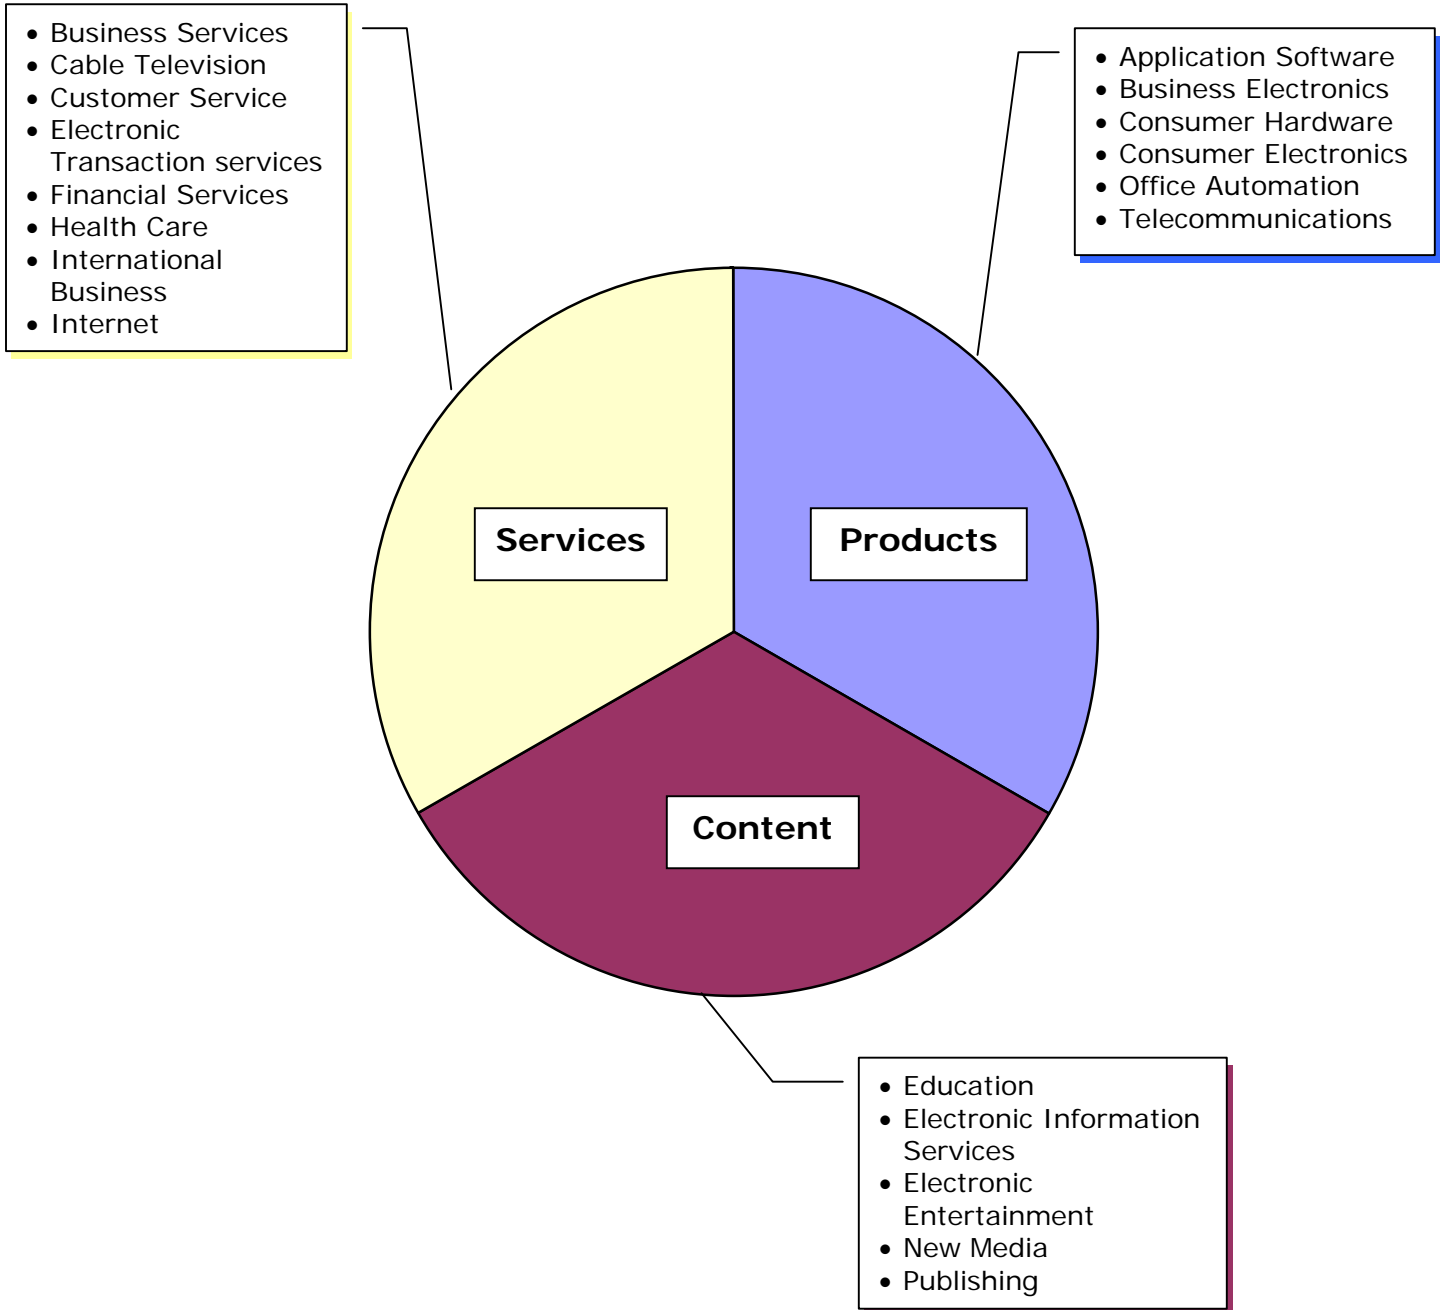 • Business Services
• Cable Television
• Customer Service
• Electronic
Transaction services
• Financial Services
• Health Care
• International
Business
• Internet
• Application Software
• Business Electronics
• Consumer Hardware
• Consumer Electronics
• Office Automation
• Telecommunications
Services
Products
Content
• Education
• Electronic Information
Services
• Electronic
Entertainment
• New Media
• Publishing